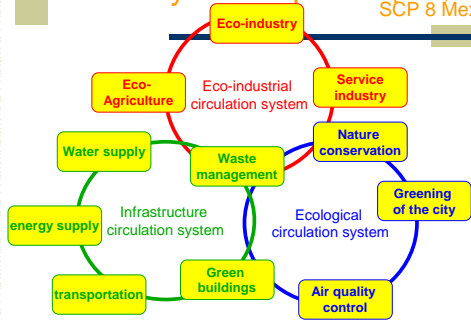 SCP 8 Mex
Eco-industry
Eco-
Agriculture
Eco-industrial
circulation system
Service
industry
Nature
conservation
Water supply
Waste
management
Greening
of the city
energy supply
Infrastructure
circulation system
Ecological
circulation system
transportation
Green
buildings
Air quality
control